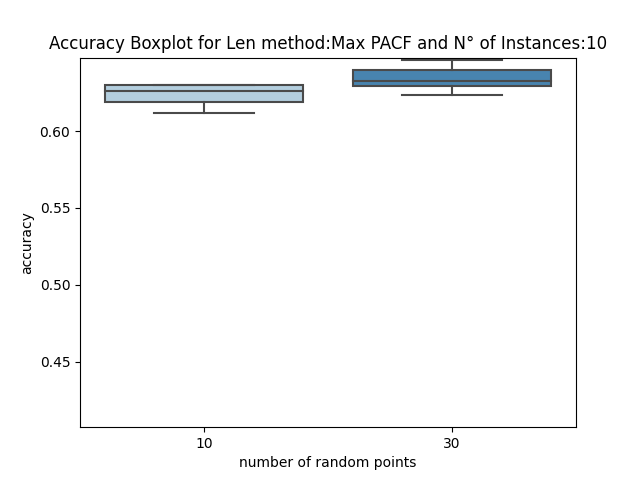 Accuracy Boxplot for Len method:Max PACF and N° of Instances:10
accuracy
0.60
0.55
0.50
0.45
10 30
number of random points